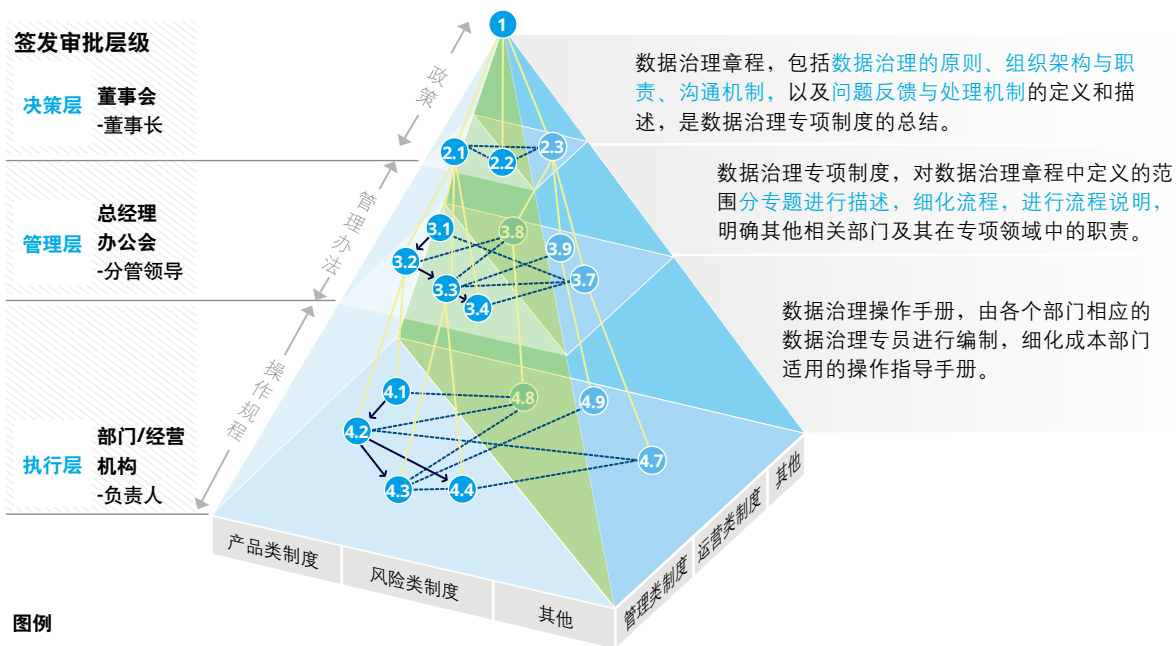 签发审批层级
决策层
董事会
-董事长
管理层
总经理
办公会
-分管领导
执行层
部门/经营
机构
-负责人
政策
管理办法
操作规程
1
2.1
2.2
2.3
3.1
3.8
3.2
3.9
3.3
3.7
3.4
4.1
4.8
4.9
4.2
4.7
4.3
4.4
数据治理章程，包括数据治理的原则、组织架构与职
责、沟通机制，以及问题反馈与处理机制的定义和描
述，是数据治理专项制度的总结。
数据治理专项制度，对数据治理章程中定义的范
围分专题进行描述，细化流程，进行流程说明，
明确其他相关部门及其在专项领域中的职责。
数据治理操作手册，由各个部门相应的
数据治理专员进行编制，细化成本部门
适用的操作指导手册。
产品类制度
风险类制度
其他
管理类制度
运营类制度
其他
图例